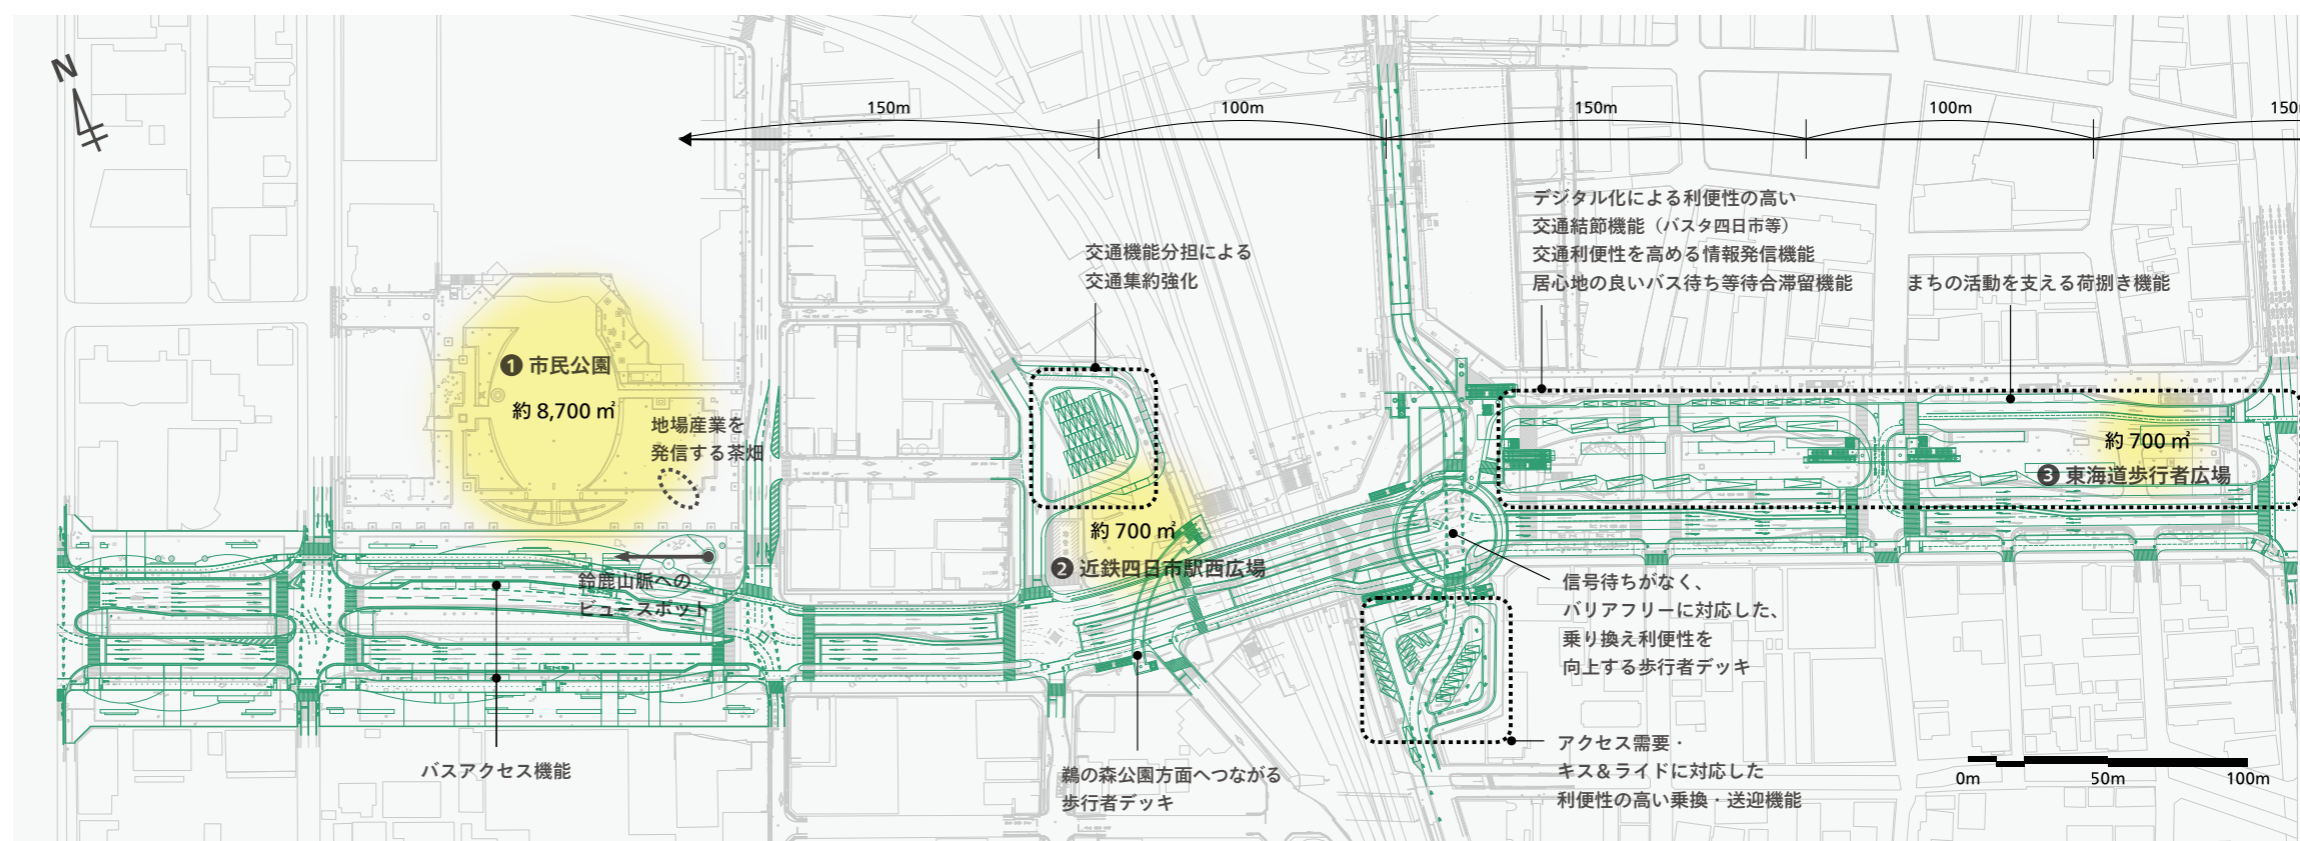 N
150m
100m
150m
100m
150
デジタル化による利便性の高い
交通結節機能（バスタ四日市等）
交通利便性を高める情報発信機能
居心地の良いバス待ち等待合滞留機能
交通機能分担による
交通集約強化
まちの活動を支える荷捌き機能
❶ 市民公園
約 8,700 ㎡
地場産業を
発信する茶畑
約 700 ㎡
❸ 東海道歩行者広場
約 700 ㎡
❷ 近鉄四日市駅西広場
鈴鹿山脈への
ビュースポット
信号待ちがなく、
バリアフリーに対応した、
乗り換え利便性を
向上する歩行者デッキ
バスアクセス機能
鵜の森公園方面へつながる
歩行者デッキ
アクセス需要・
キス＆ライドに対応した
利便性の高い乗換・送迎機能
0m
50m
100m